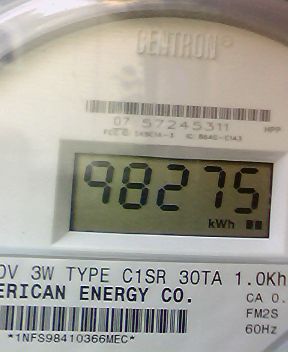 CENTRON®
07 57245311 HPP
98275
kWh
0V 3W TYPE C1SR 30TA 1.0Kh
ERICAN ENERGY CO. CA 0.
FM2S
60Hz
*1NFS98410366MEC*